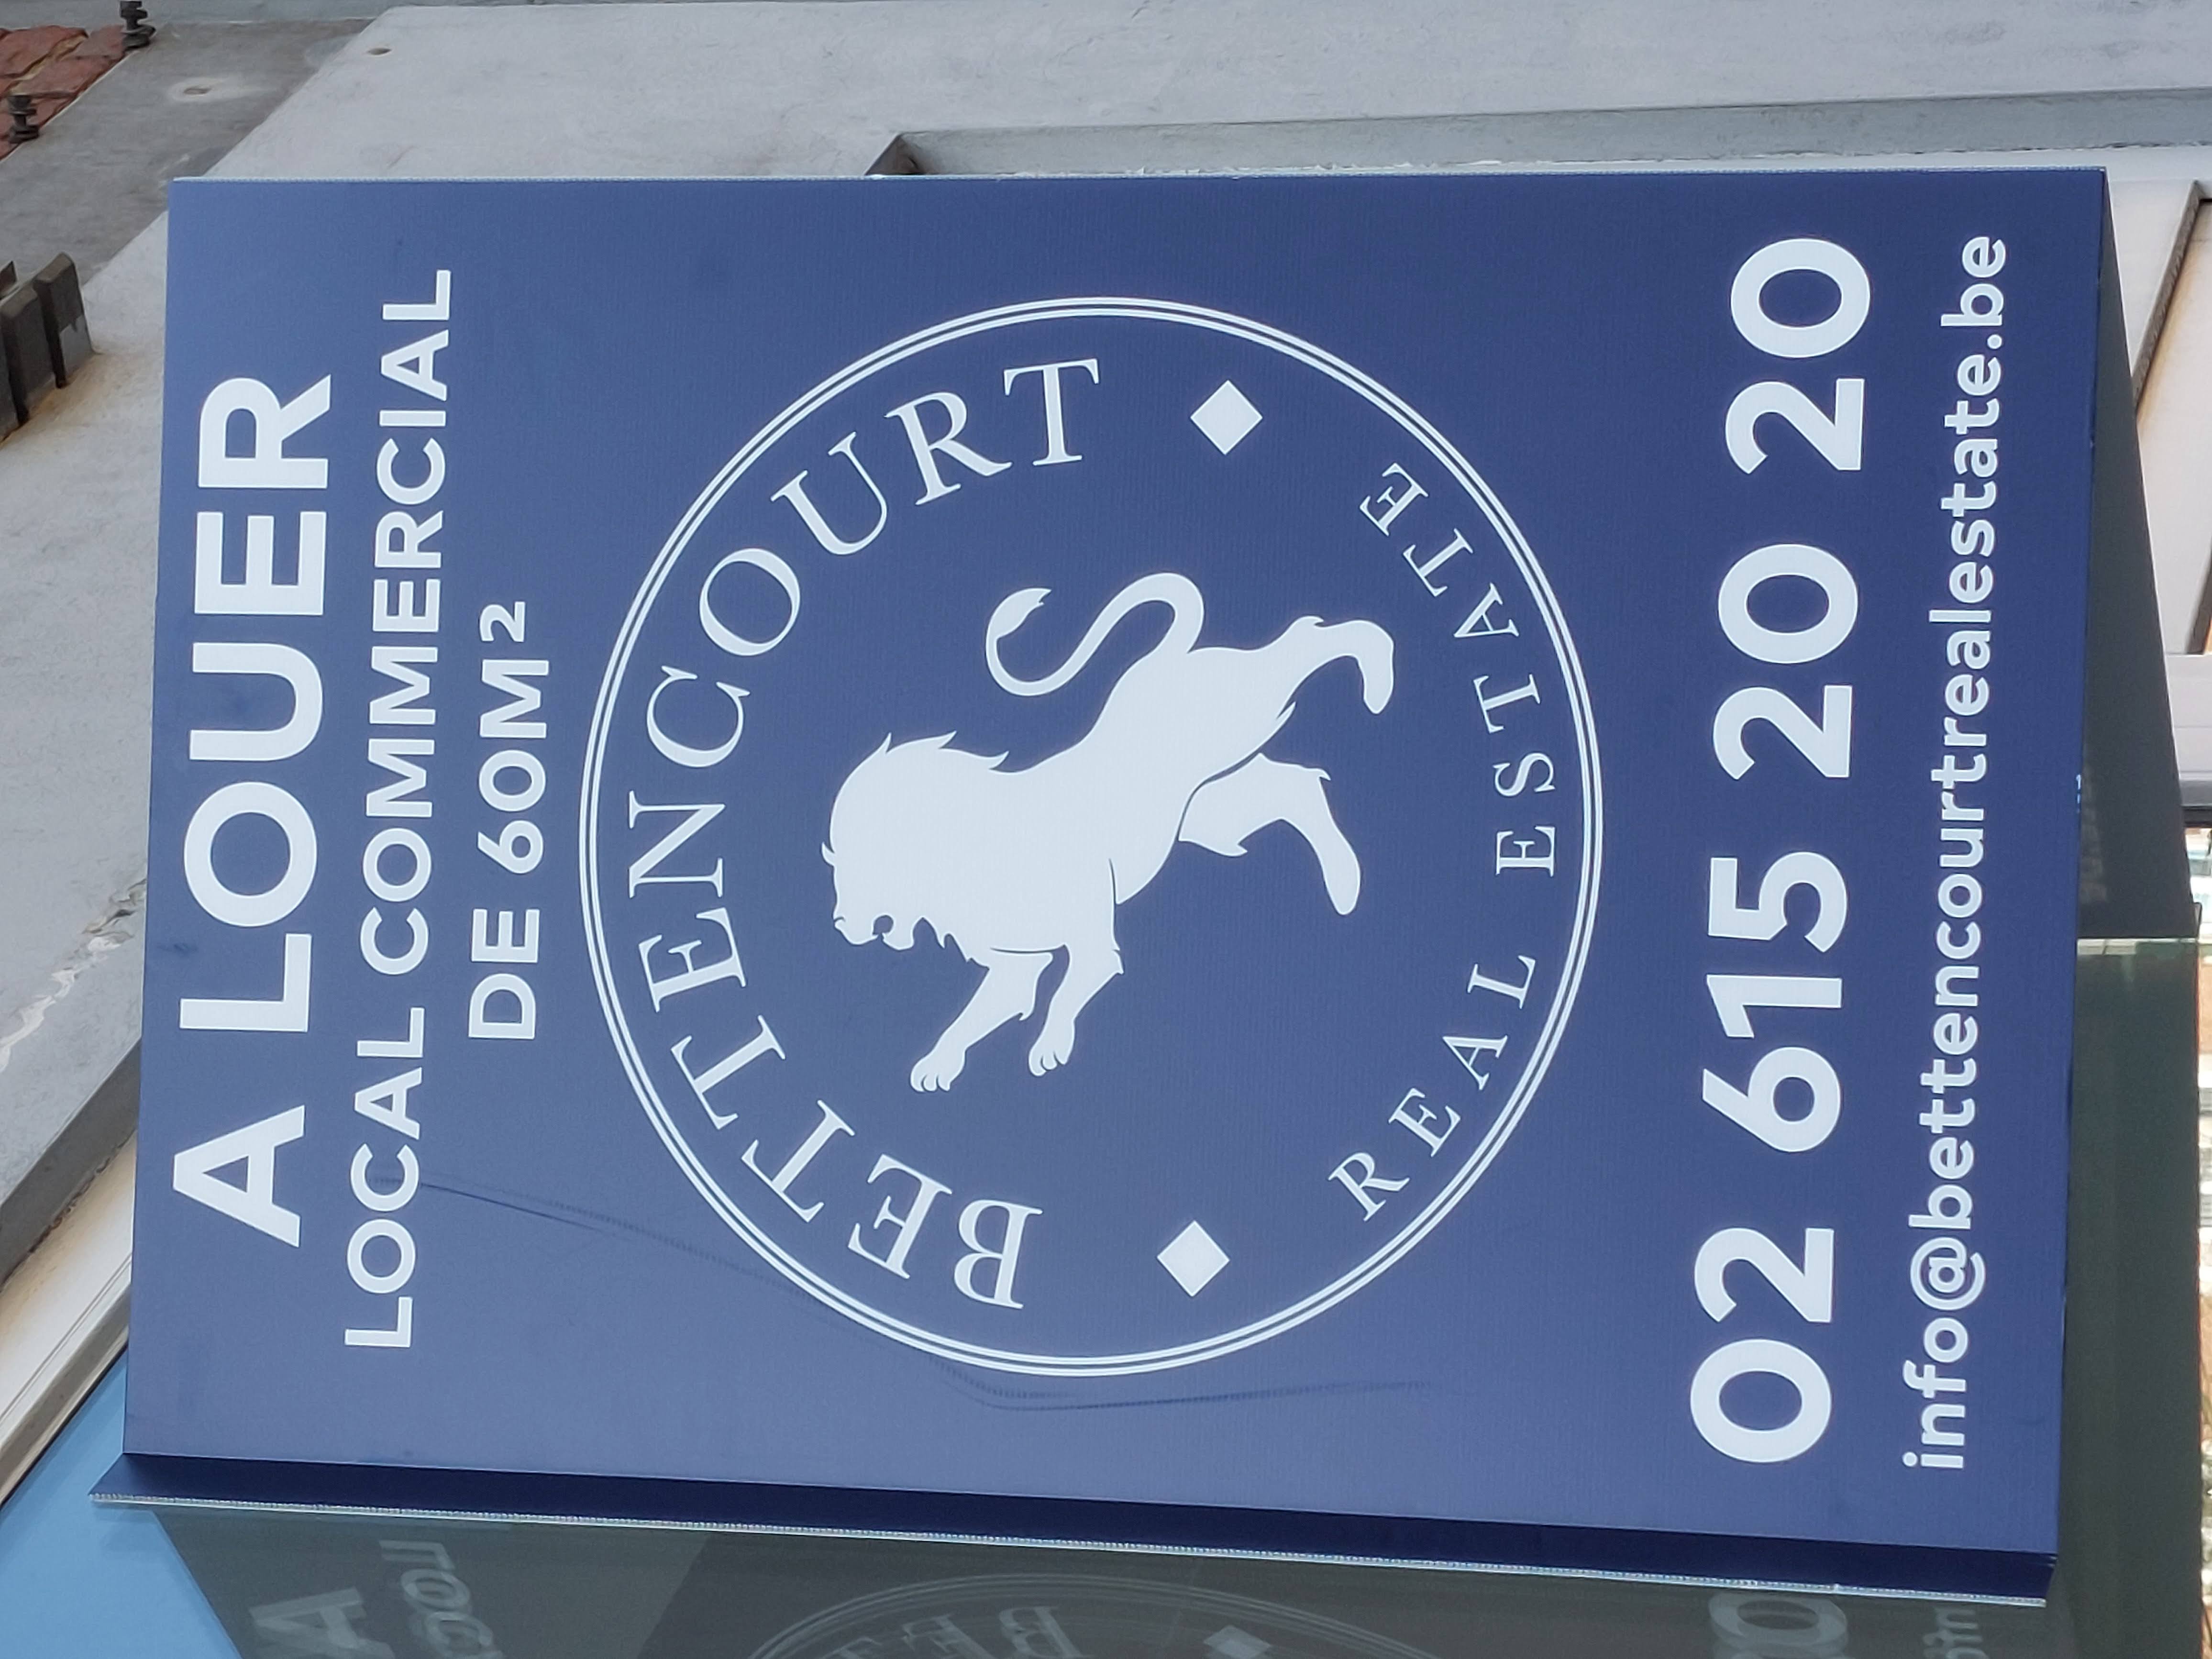 A LOUER
LOCAL COMMERCIAL
DE 60M²
BETTENCOURT
REAL ESTATE
02 615 20 20
info@bettencourtrealestate.be